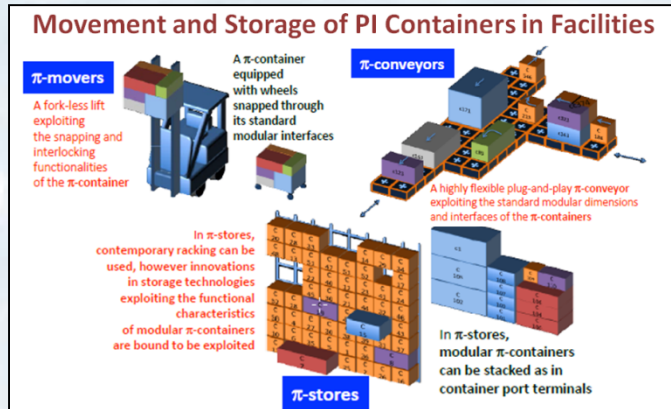 Movement and Storage of PI Containers in Facilities
π-movers
A fork-less lift
exploiting
the snapping and
interlocking
functionalities
of the π-container
A π-container
equipped
with wheels
snapped through
its standard
modular interfaces
π-conveyors
A highly flexible plug-and-play π-conveyor
exploiting the standard modular dimensions
and interfaces of the π-containers
In π-stores,
contemporary racking can be
used, however innovations
in storage technologies
exploiting the functional
characteristics
of modular π-containers
are bound to be exploited
π-stores
In π-stores,
modular π-containers
can be stacked as in
container port terminals